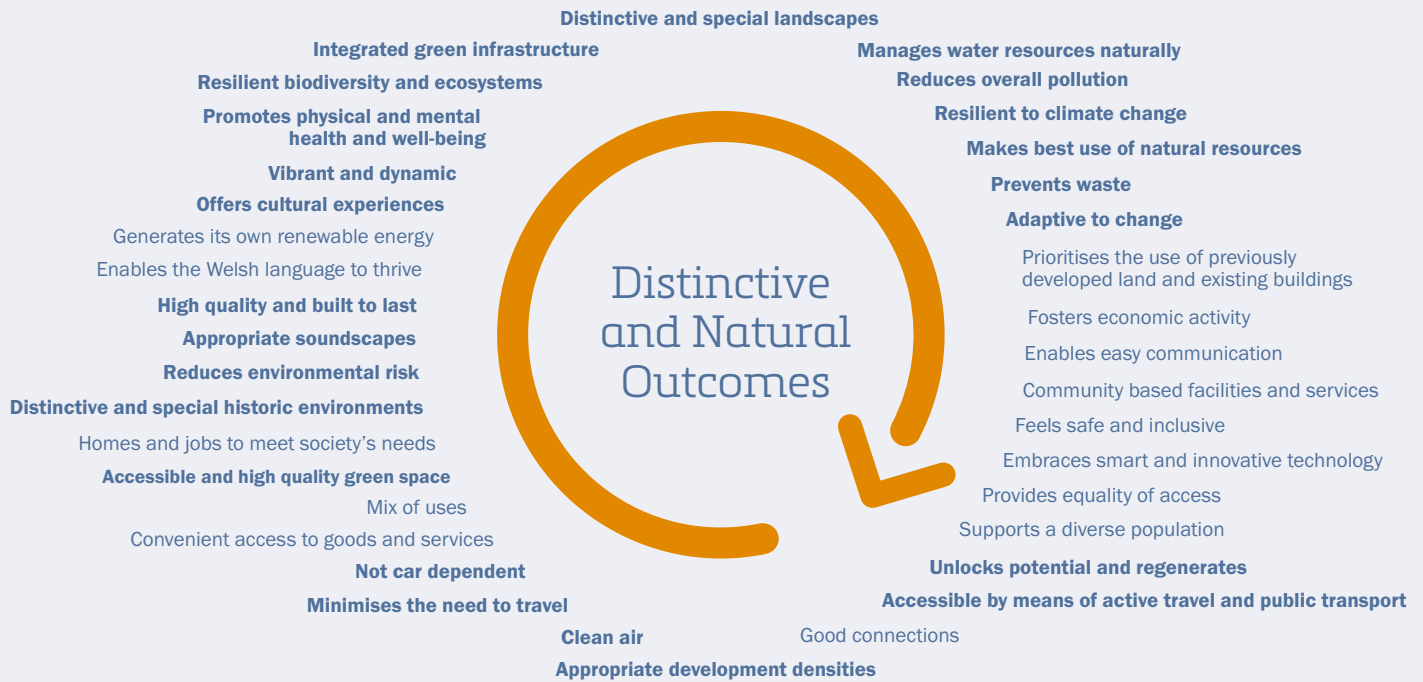 Distinctive and special landscapes
Integrated green infrastructure
Resilient biodiversity and ecosystems
Promotes physical and mental
health and well-being
Vibrant and dynamic
Offers cultural experiences
Generates its own renewable energy
Enables the Welsh language to thrive
High quality and built to last
Appropriate soundscapes
Reduces environmental risk
Distinctive and special historic environments
Homes and jobs to meet society’s needs
Accessible and high quality green space
Mix of uses
Convenient access to goods and services
Not car dependent
Minimises the need to travel
Clean air
Appropriate development densities
Distinctive
and Natural
Outcomes
Manages water resources naturally
Reduces overall pollution
Resilient to climate change
Makes best use of natural resources
Prevents waste
Adaptive to change
Prioritises the use of previously
developed land and existing buildings
Fosters economic activity
Enables easy communication
Community based facilities and services
Feels safe and inclusive
Embraces smart and innovative technology
Provides equality of access
Supports a diverse population
Unlocks potential and regenerates
Accessible by means of active travel and public transport
Good connections